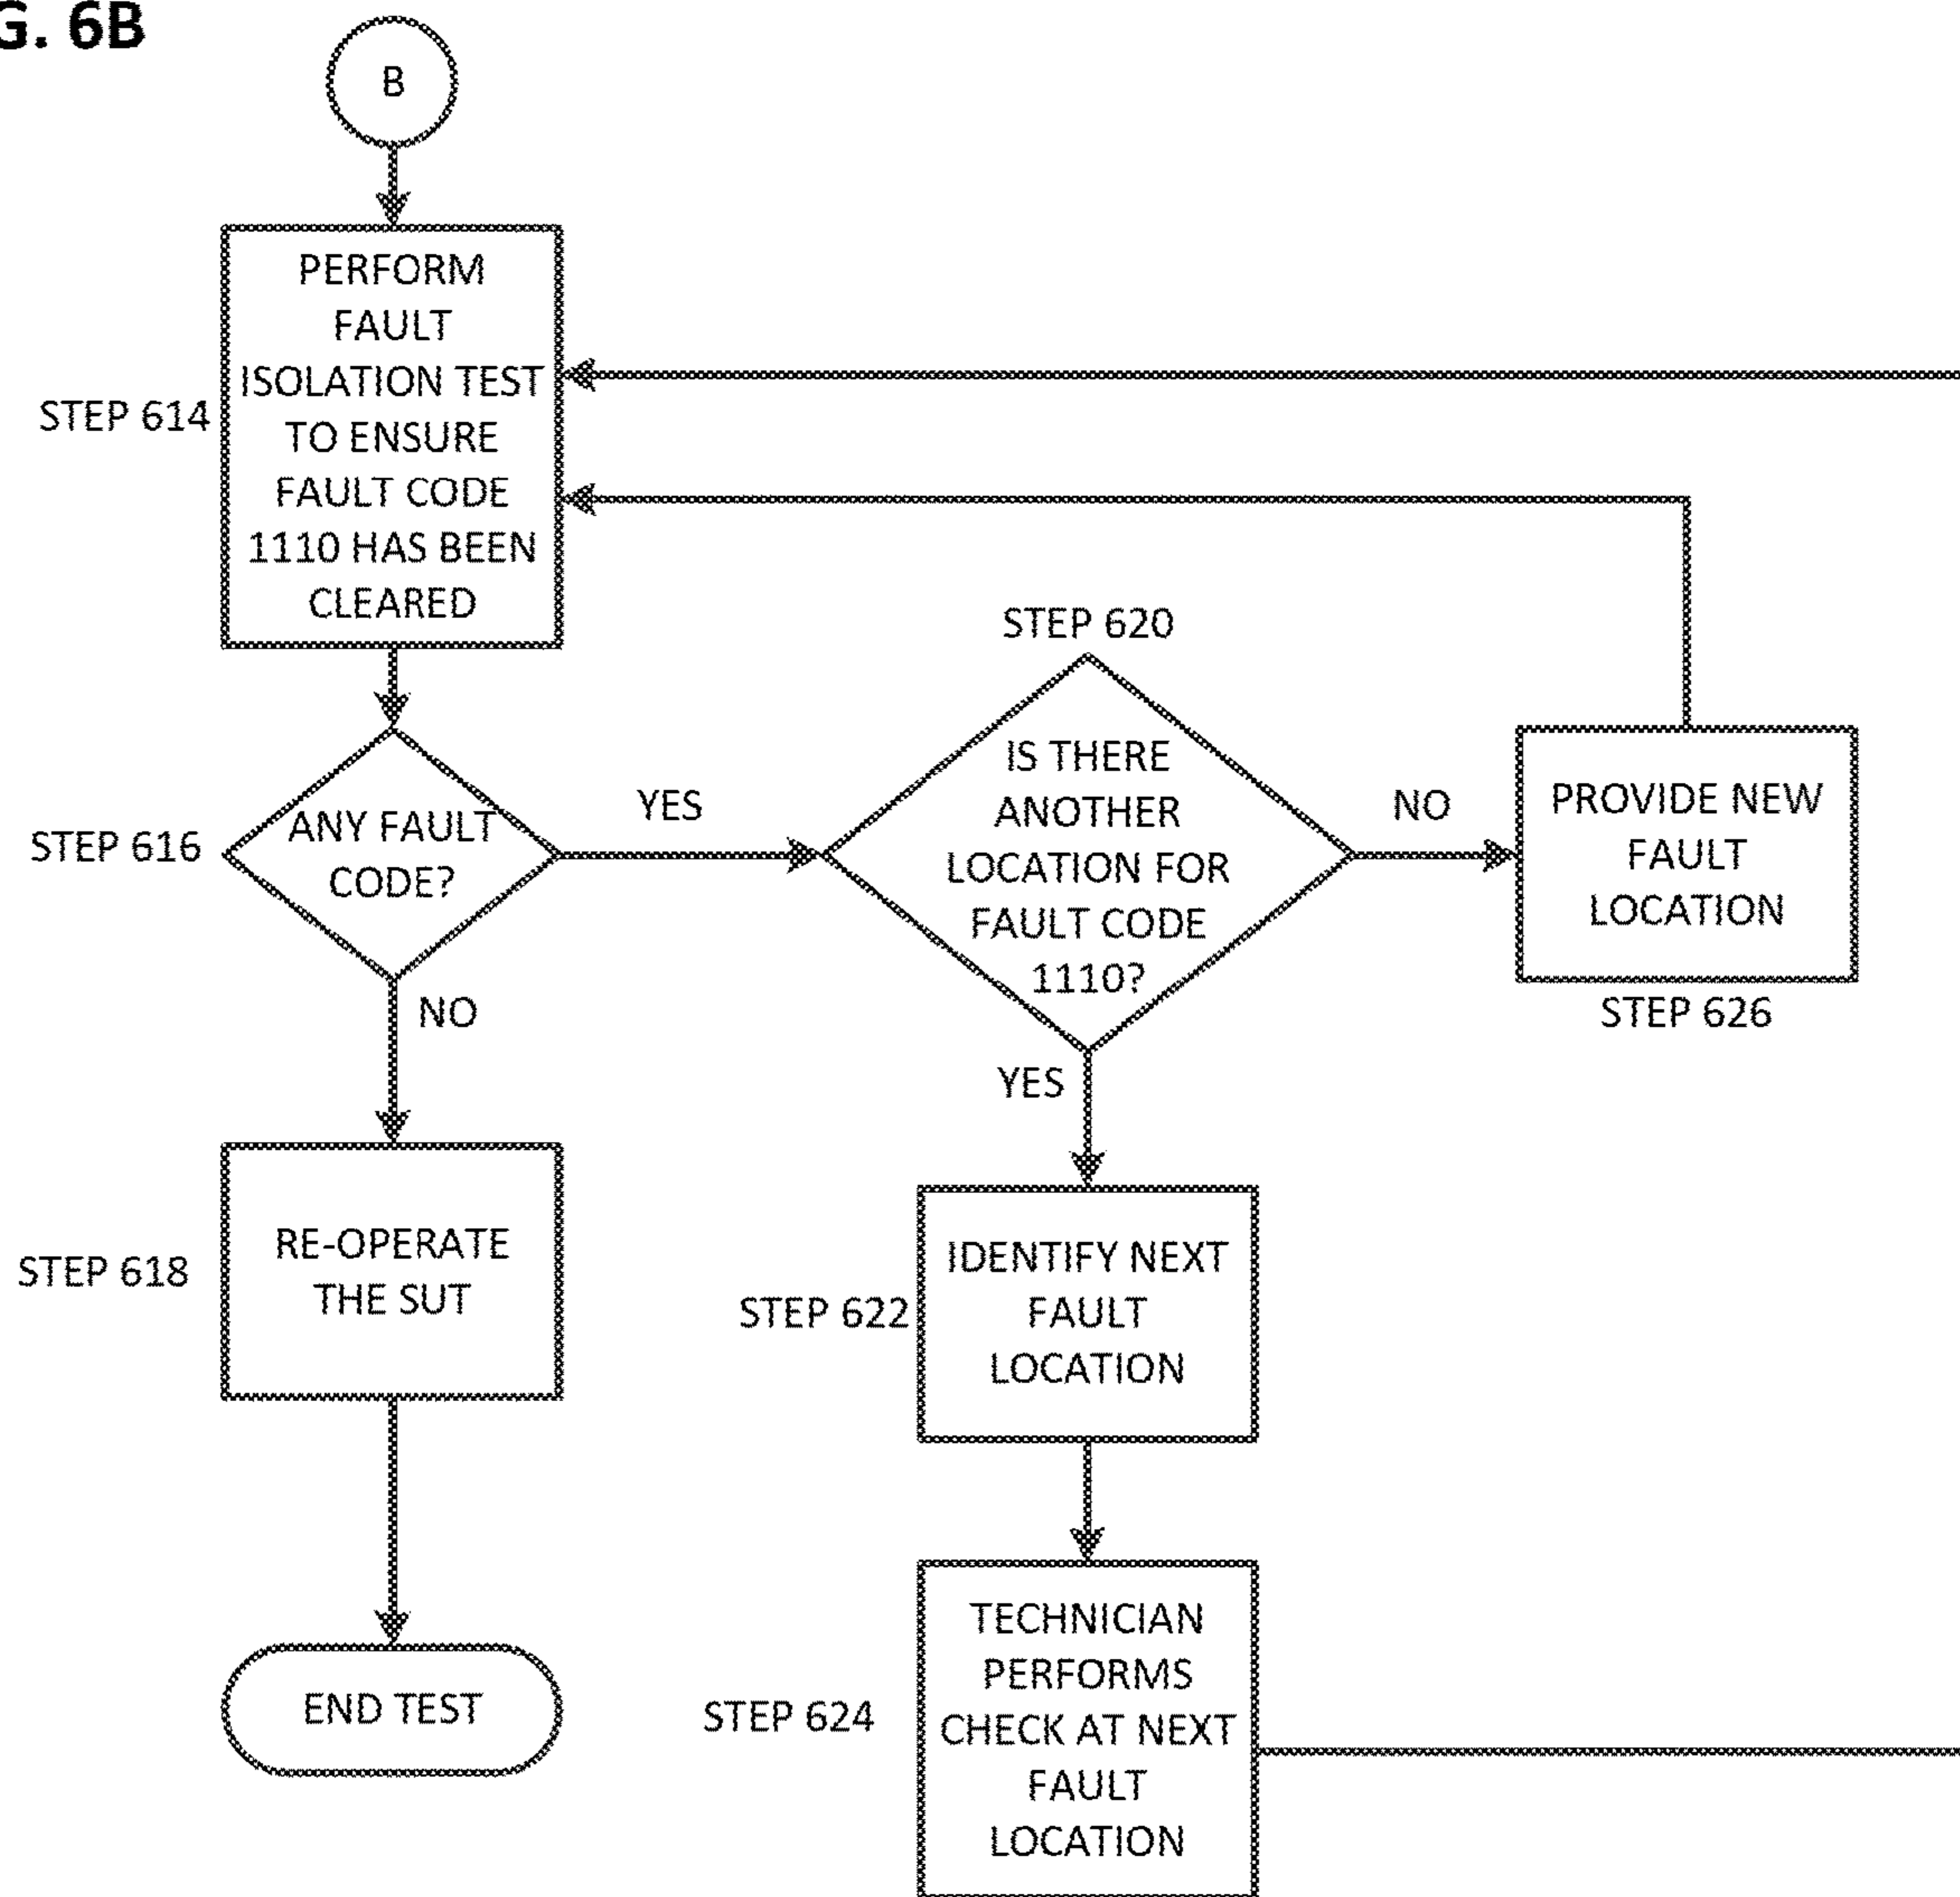 G. 6B
B
PERFORM
FAULT
ISOLATION TEST
TO ENSURE
FAULT CODE
1110 HAS BEEN
CLEARED
STEP 614
STEP 620
IS THERE
ANOTHER
LOCATION FOR
FAULT CODE
1110?
ANY FAULT
CODE?
STEP 616
YES
NO
PROVIDE NEW
FAULT
LOCATION
STEP 626
NO
YES
RE-OPERATE
THE SUT
STEP 618
IDENTIFY NEXT
FAULT
LOCATION
STEP 622
END TEST
TECHNICIAN
PERFORMS
CHECK AT NEXT
FAULT
LOCATION
STEP 624